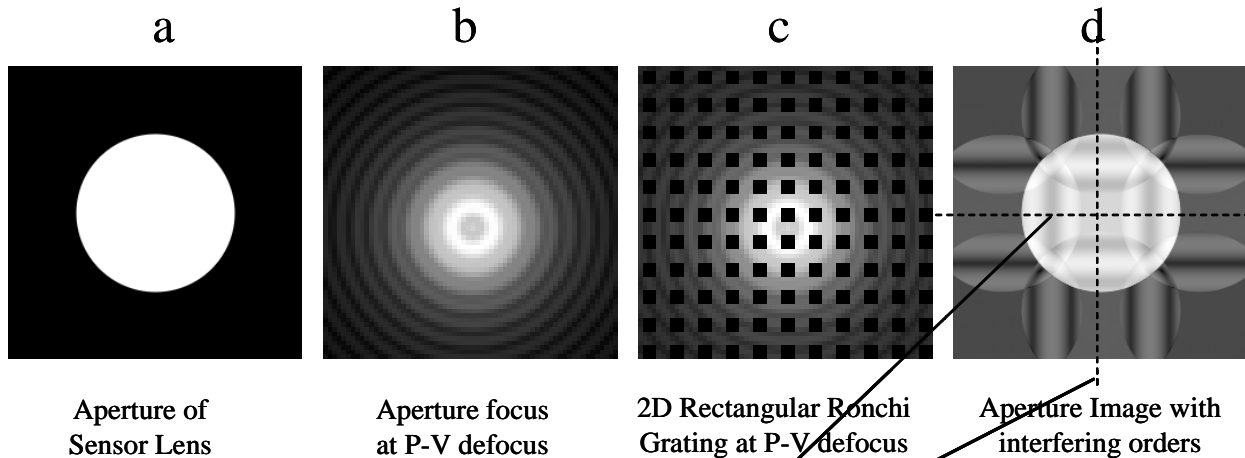 a
b
c
d
Aperture of
Sensor Lens
Aperture focus
at P-V defocus
2D Rectangular Ronchi
Grating at P-V defocus
Aperture Image with
interfering orders